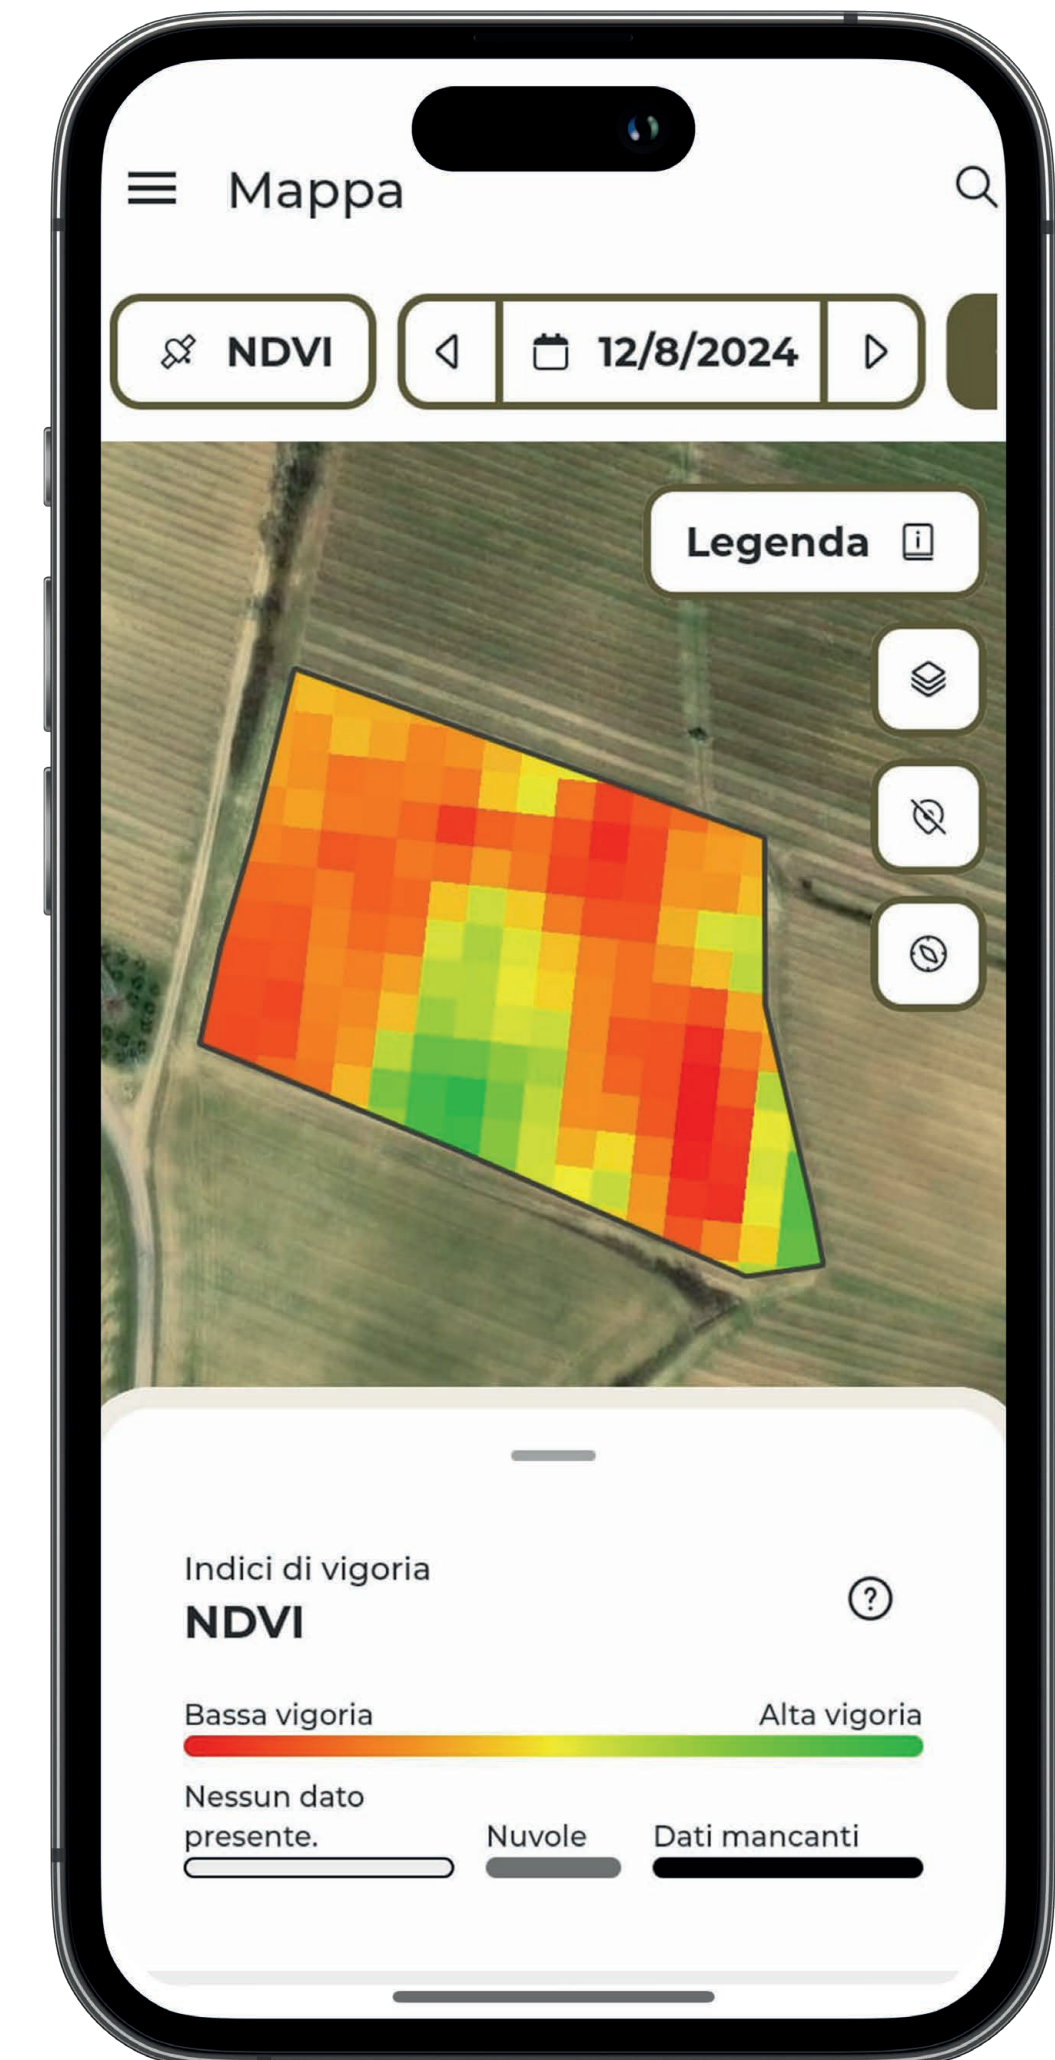 Mappa
NDVI
12/8/2024
Legenda
Indici di vigoria
NDVI
Bassa vigoria
Alta vigoria
Nessun dato
presente.
Nuvole
Dati mancanti